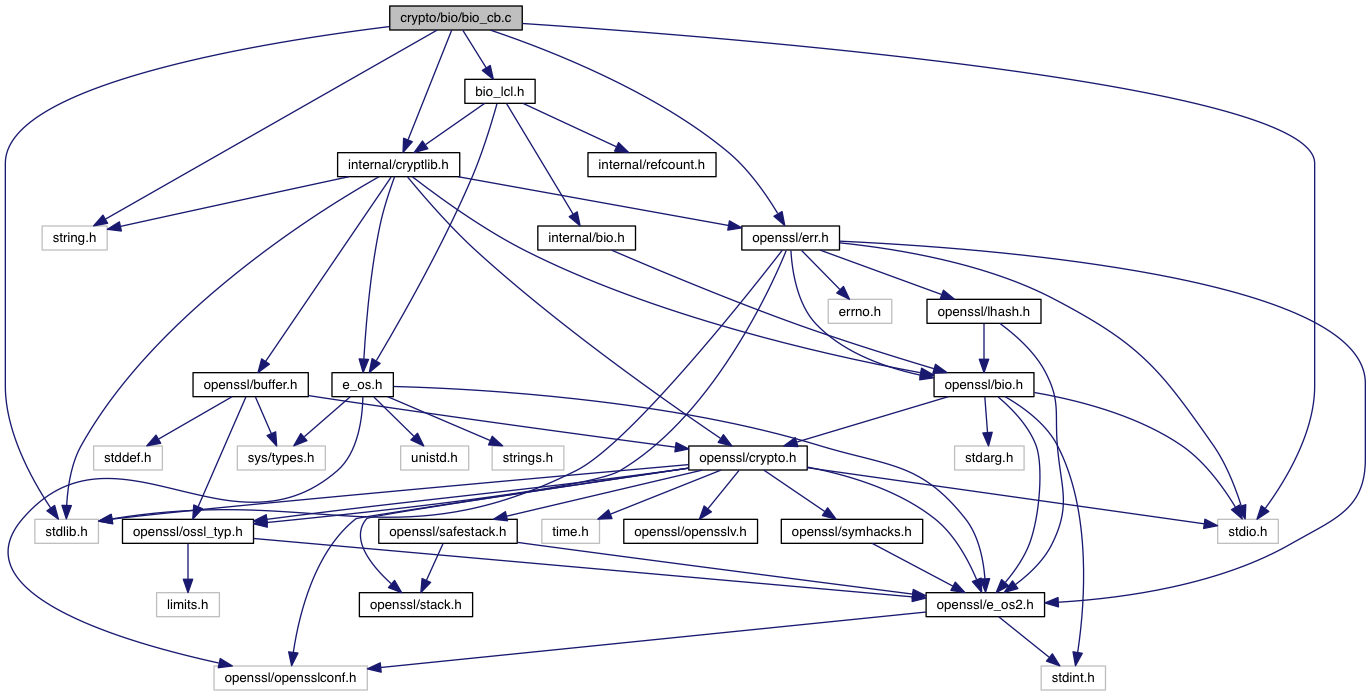 crypto/bio/bio_cb.c
bio_lcl.h
internal/cryptlib.h
internal/refcount.h
string.h
internal/bio.h
openssl/err.h
errno.h
openssl/lhash.h
openssl/buffer.h
e_os.h
openssl/bio.h
stddef.h
sys/types.h
unistd.h
strings.h
openssl/crypto.h
stdarg.h
stdlib.h
openssl/ossl_typ.h
openssl/safestack.h
time.h
openssl/opensslv.h
openssl/symhacks.h
stdio.h
limits.h
openssl/stack.h
openssl/e_os2.h
openssl/opensslconf.h
stdint.h